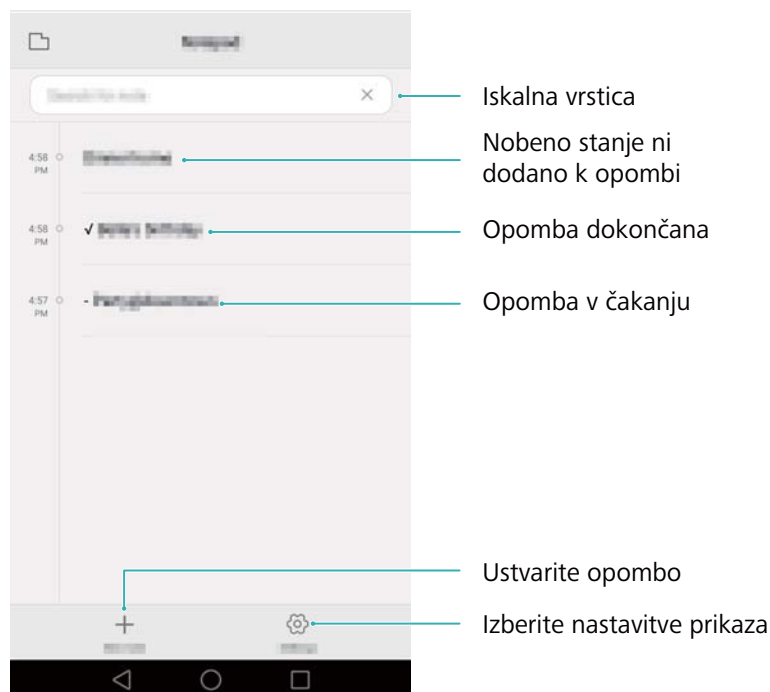 Iskalna vrstica
4:58
PM
Nobeno stanje ni
dodano k opombi
4:58
PM
√
Opomba dokončana
4:57
PM
-
Opomba v čakanju
Ustvarite opombo
Izberite nastavitve prikaza